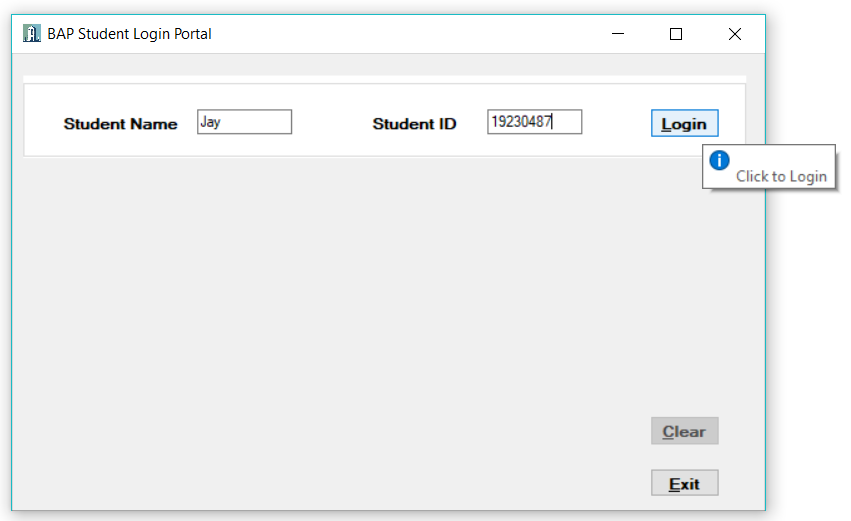 BAP Student Login Portal
Student Name Jay Student ID 19230487 Login
Click to Login
Clear
Exit